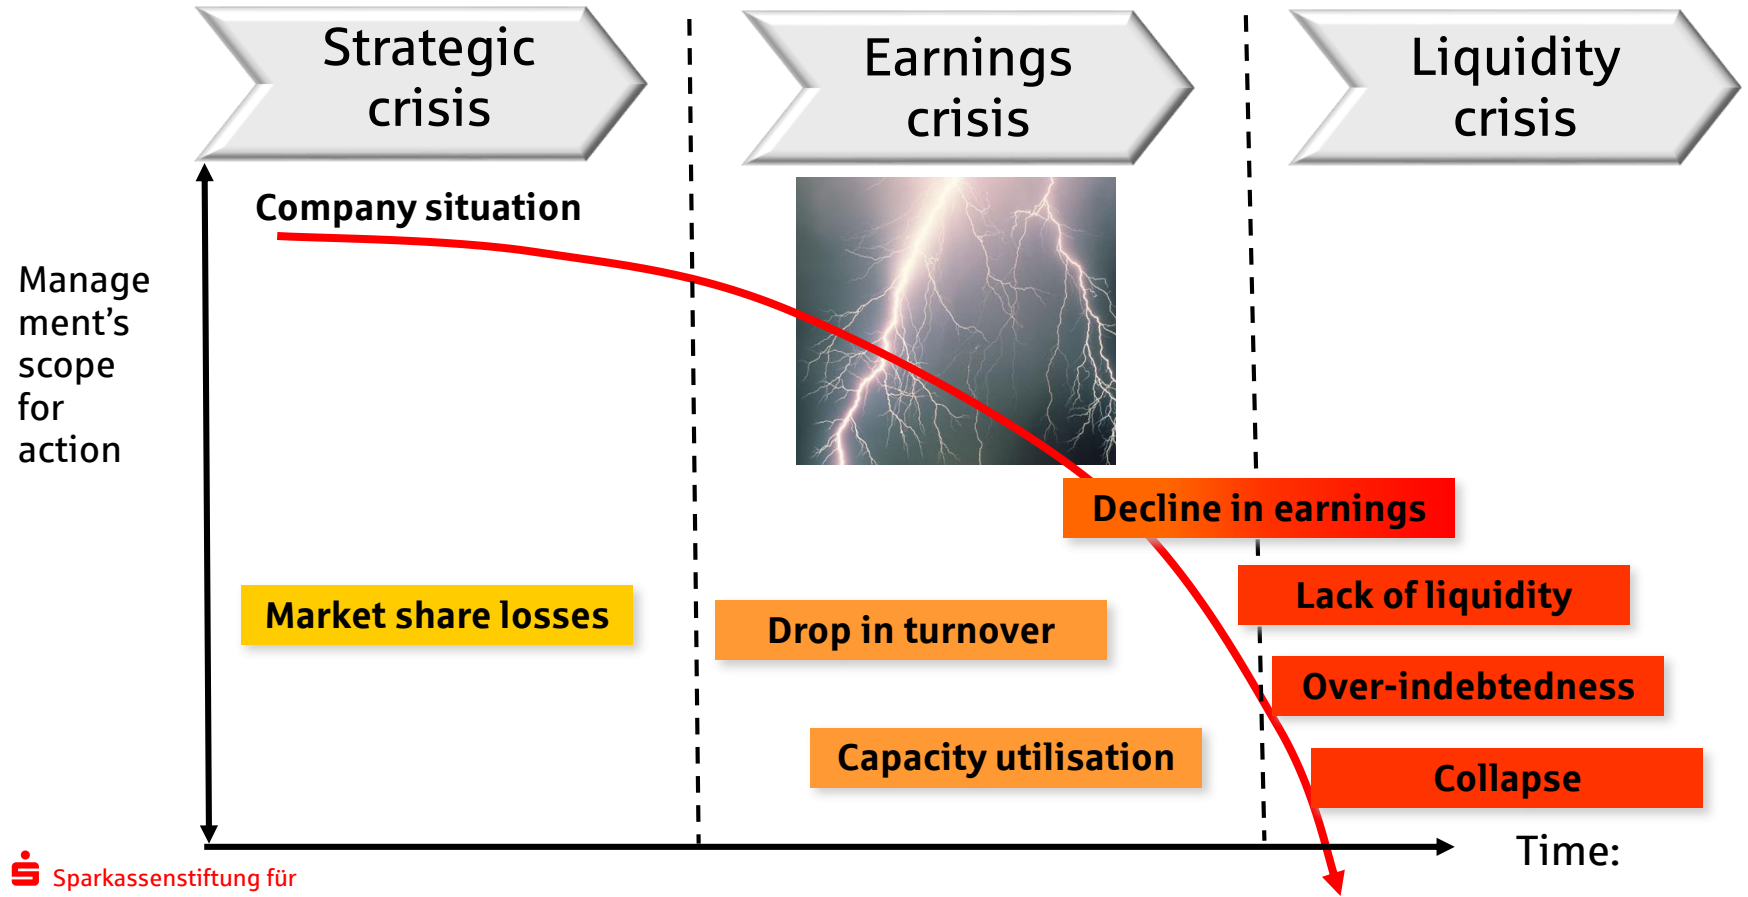 Strategic
crisis
Earnings
crisis
Liquidity
crisis
Company situation
Manage
ment's
scope
for
action
Decline in earnings
Lack of liquidity
Market share losses
Drop in turnover
Over-indebtedness
Capacity utilisation
Collapse
Time:
Sparkassenstiftung für